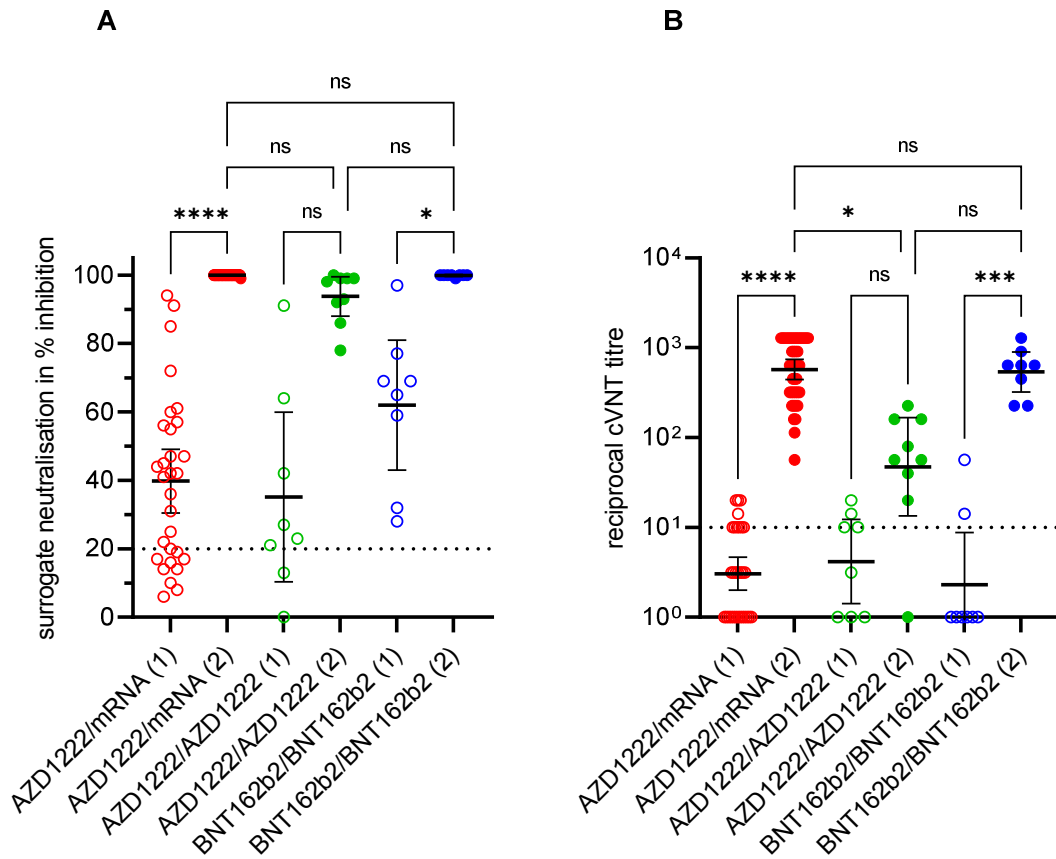 A
ns
ns
ns
****
ns
*
surrogate neutralisation in % inhibition
100
80
60
40
20
0
AZD1222/mRNA (1)
AZD1222/mRNA (2)
AZD1222/AZD1222 (1)
AZD1222/AZD1222 (2)
BNT162b2/BNT162b2 (1)
BNT162b2/BNT162b2 (2)
B
ns
*
ns
****
ns
***
reciprocal cVNT titre
10⁴
10³
10²
10¹
10⁰
AZD1222/mRNA (1)
AZD1222/mRNA (2)
AZD1222/AZD1222 (1)
AZD1222/AZD1222 (2)
BNT162b2/BNT162b2 (1)
BNT162b2/BNT162b2 (2)